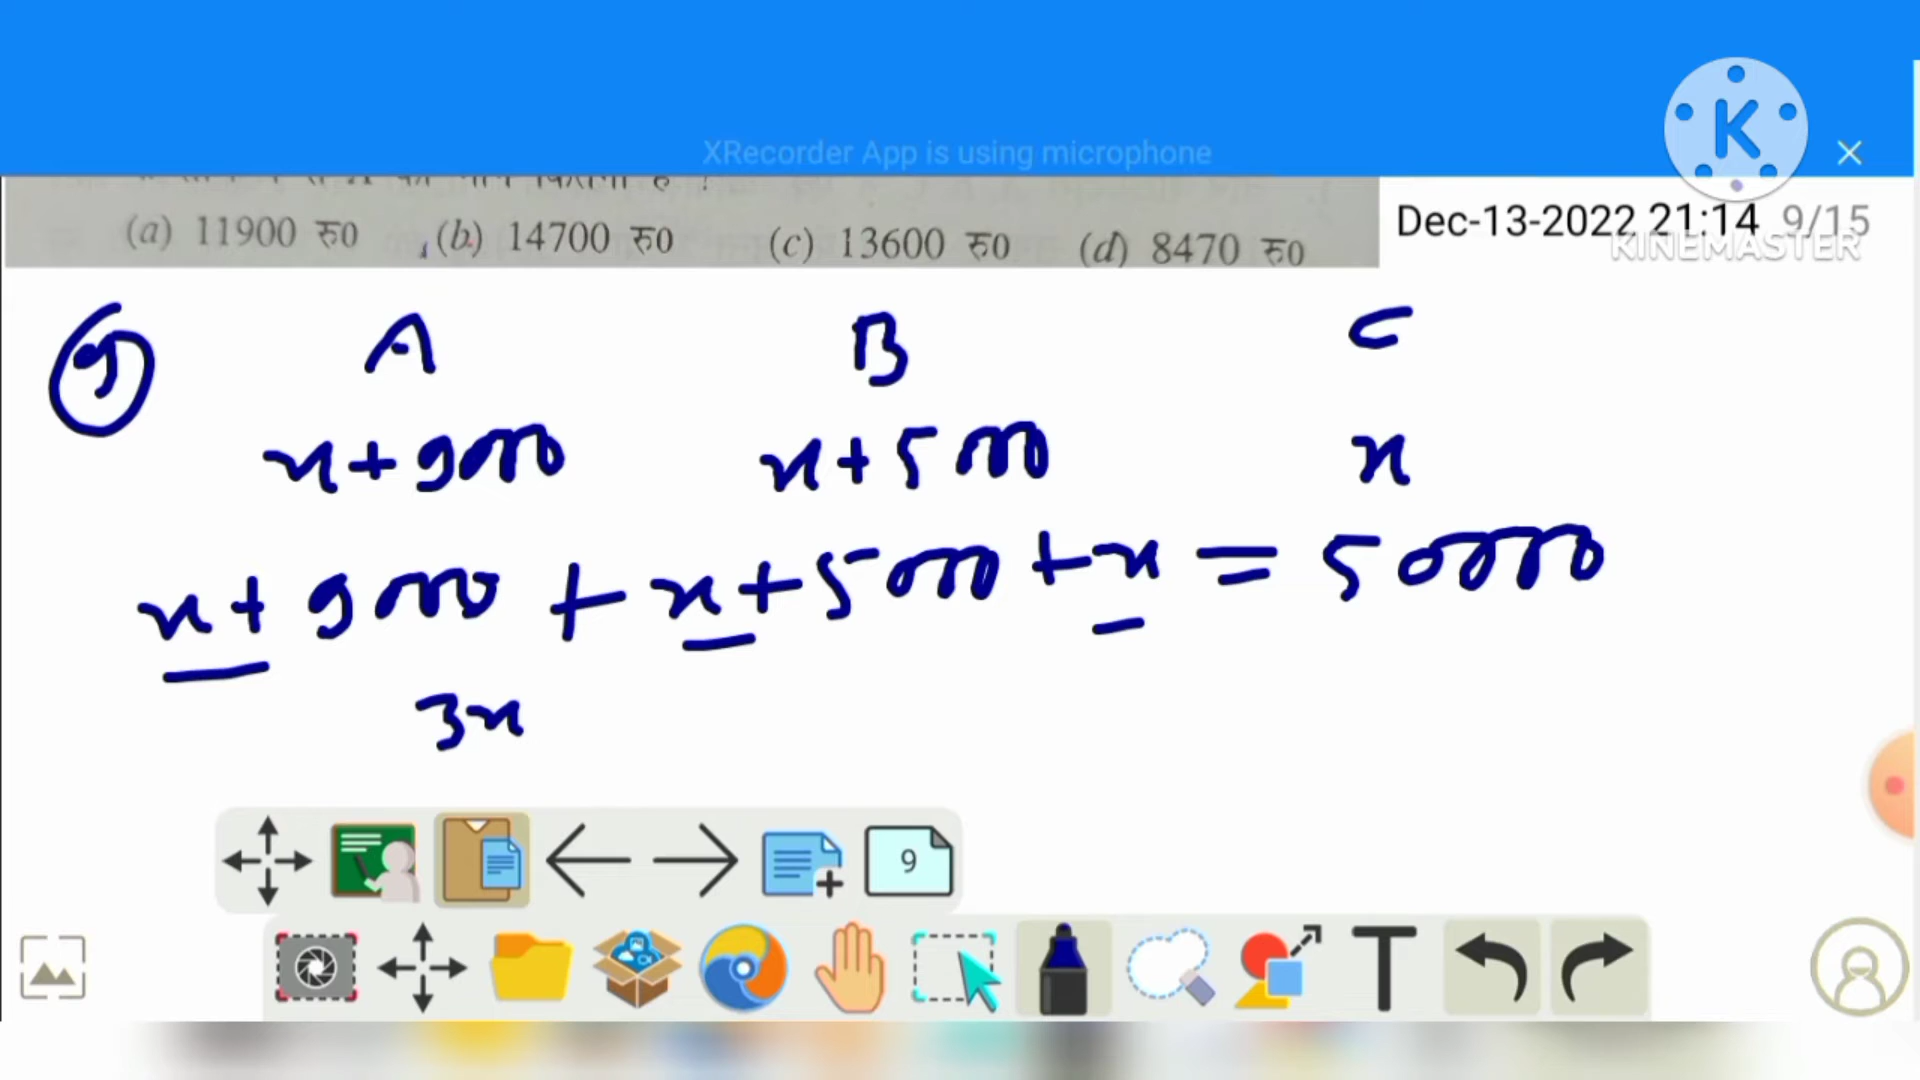 XRecorder App is using microphone
K
(a) 11900 रु0 (b) 14700 रु0 (c) 13600 रु0 (d) 8470 रु0
Dec-13-2022 21:14 9/15
KINEMASTER
9 A B C
x+9000 x+5000 x
x+9000+x+5000+x=50000
3x
9
T